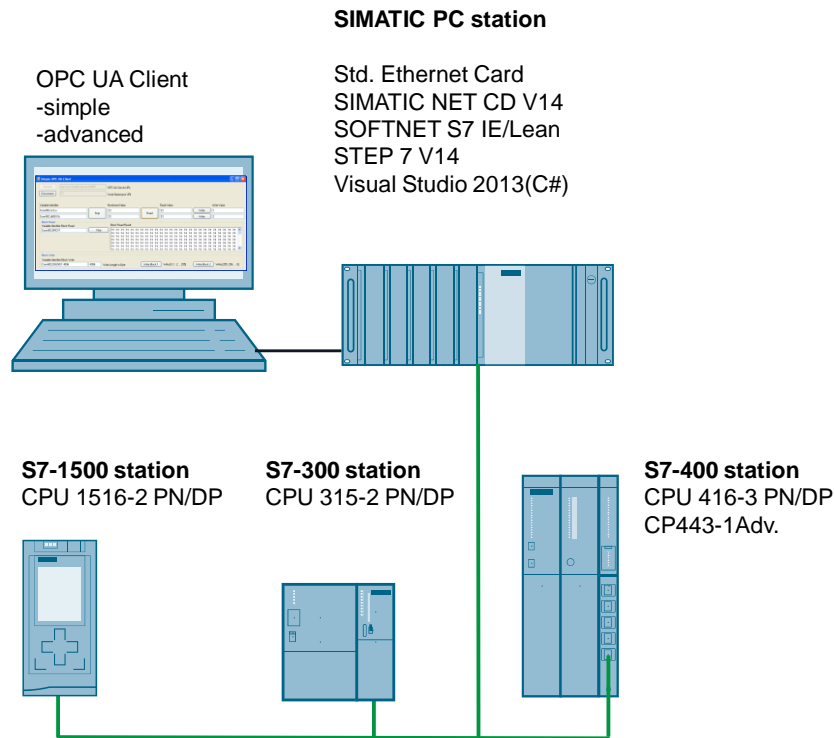 SIMATIC PC station
OPC UA Client
-simple
-advanced
Std. Ethernet Card
SIMATIC NET CD V14
SOFTNET S7 IE/Lean
STEP 7 V14
Visual Studio 2013(C#)
S7-1500 station
CPU 1516-2 PN/DP
S7-300 station
CPU 315-2 PN/DP
S7-400 station
CPU 416-3 PN/DP
CP443-1Adv.